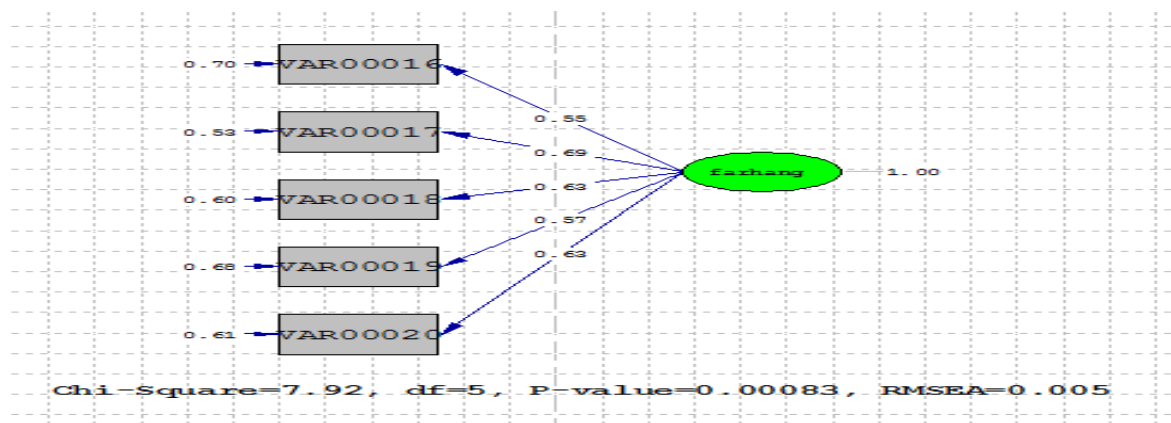 0.70 VAR00016
0.55
0.53 VAR00017
0.69
farhang 1.00
0.63
0.60 VAR00018
0.57
0.63
0.68 VAR00019
0.61 VAR00020
Chi-Square=7.92, df=5, P-value=0.00083, RMSEA=0.005